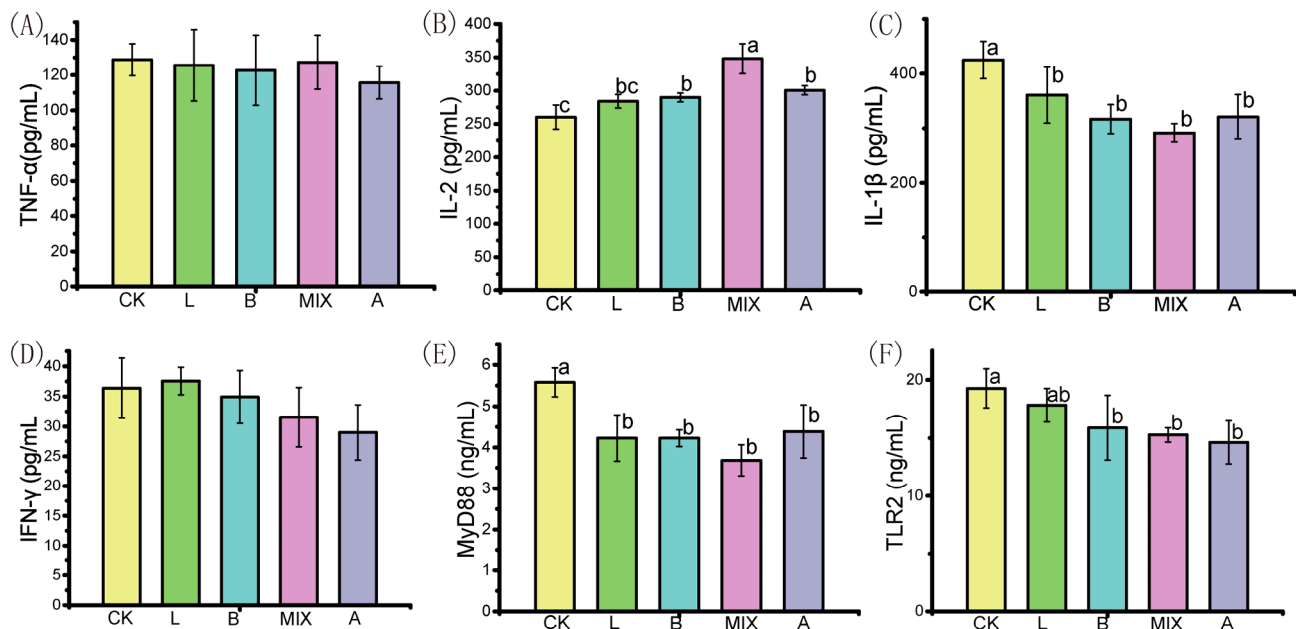 (A)
TNF-α(pg/mL)
140
120
100
80
60
40
20
0
CK L B MIX A
(B)
IL-2 (pg/mL)
400
350
300
250
200
150
100
50
0
c bc b a b
CK L B MIX A
(C)
IL-1β (pg/mL)
400
200
0
a b b b b
CK L B MIX A
(D)
IFN-γ (pg/mL
40
35
30
25
20
15
10
5
0
CK L B MIX A
(E)
MyD88 (ng/mL)
6
5
4
3
2
1
0
a b b b b
CK L B MIX A
(F)
TLR2 (ng/mL)
20
10
0
a ab b b b
CK L B MIX A